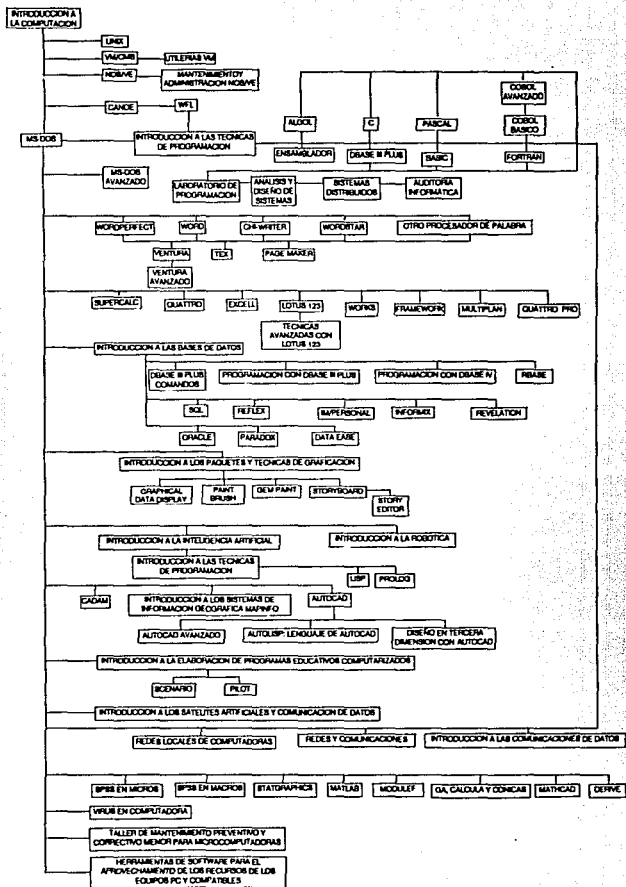 INTRODUCCION A
LA COMPUTACION
UNIX
VM/CMS
UTILERIAS VM
NOS/VE
MANTENIMIENTO Y
ADMINISTRACION NOS/VE
COBOL
AVANZADO
CANOE
WFL
ALGOL
C
PASCAL
COBOL
BASICO
MS-DOS
INTRODUCCION A LAS TECNICAS
DE PROGRAMACION
ENSAMBLADOR
DBASE III PLUS
BASIC
FORTRAN
MS-DOS
AVANZADO
LABORATORIO DE
PROGRAMACION
ANALISIS Y
DISEÑO DE
SISTEMAS
SISTEMAS
DISTRIBUIDOS
AUDITORIA
INFORMATICA
WORDPERFECT
WORD
CHI-WRITER
WORDSTAR
OTRO PROCESADOR DE PALABRA
VENTURA
TEX
PAGE MAKER
VENTURA
AVANZADO
SUPERCALC
QUATTRO
EXCELL
LOTUS 123
WORKS
FRAMEWORK
MULTIPLAN
QUATTRO PRO
TECNICAS
AVANZADAS CON
LOTUS 123
INTRODUCCION A LAS BASES DE DATOS
DBASE III PLUS
COMANDOS
PROGRAMACION CON DBASE III PLUS
PROGRAMACION CON DBASE IV
RBASE
SQL
REFLEX
IM/PERSONAL
INFORMIX
REVELATION
ORACLE
PARADOX
DATA EASE
INTRODUCCION A LOS PAQUETES Y TECNICAS DE GRAFICACION
GRAPHICAL
DATA DISPLAY
PAINT
BRUSH
GEM PAINT
STORYBOARD
STORY
EDITOR
INTRODUCCION A LA INTELIGENCIA ARTIFICIAL
INTRODUCCION A LA ROBOTICA
INTRODUCCION A LAS TECNICAS
DE PROGRAMACION
LISP
PROLOG
CADAM
INTRODUCCION A LOS SISTEMAS DE
INFORMACION GEOGRAFICA MAPINFO
AUTOCAD
AUTOCAD AVANZADO
AUTOLISP: LENGUAJE DE AUTOCAD
DISEÑO EN TERCERA
DIMENSION CON AUTOCAD
INTRODUCCION A LA ELABORACION DE PROGRAMAS EDUCATIVOS COMPUTARIZADOS
SCENARIO
PILOT
INTRODUCCION A LOS SATELITES ARTIFICIALES Y COMUNICACION DE DATOS
REDES LOCALES DE COMPUTADORAS
REDES Y COMUNICACIONES
INTRODUCCION A LAS COMUNICACIONES DE DATOS
SPSS EN MICROS
SPSS EN MACROS
STATGRAPHICS
MATLAB
MODULEF
GA, CALCULA Y CONICAS
MATHCAD
DERIVE
VIRUS EN COMPUTADORA
TALLER DE MANTENIMIENTO PREVENTIVO Y
CORRECTIVO MENOR PARA MICROCOMPUTADORAS
HERRAMIENTAS DE SOFTWARE PARA EL
APROVECHAMIENTO DE LOS RECURSOS DE LOS
EQUIPOS PC Y COMPATIBLES